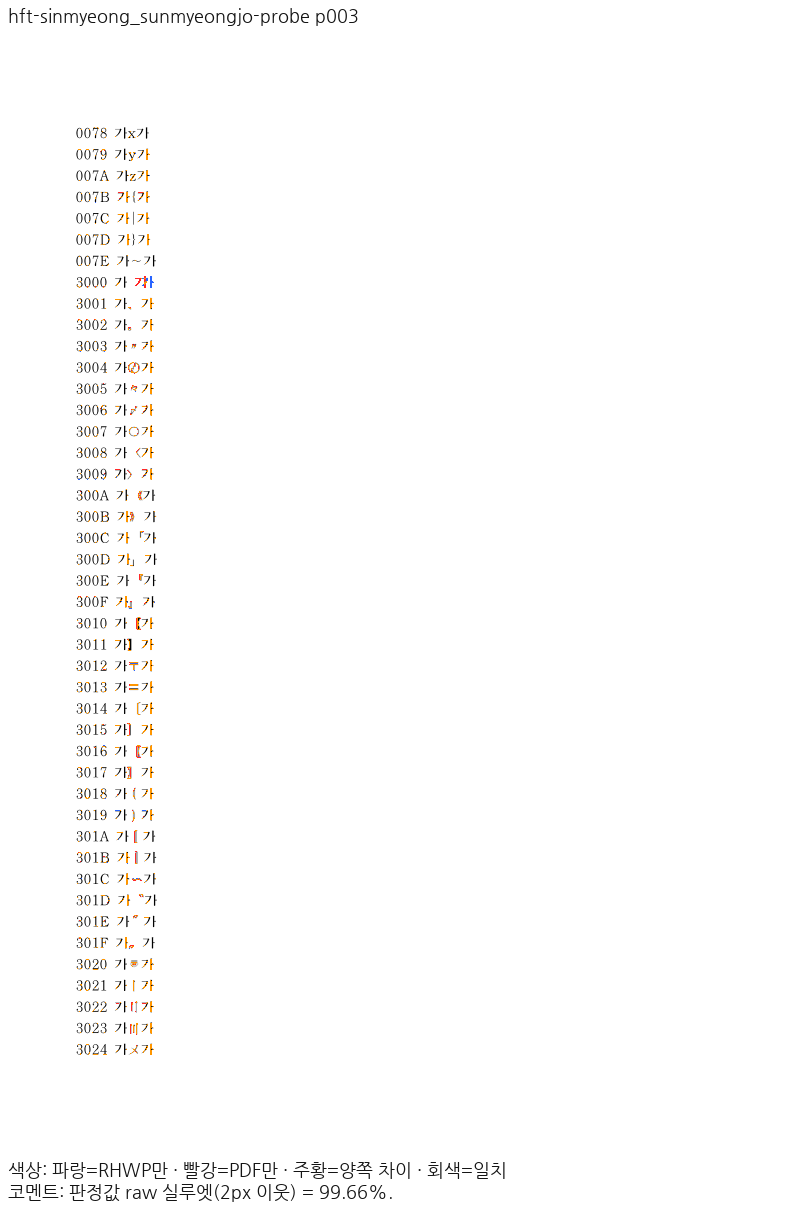 hft-sinmyeong_sunmyeongjo-probe p003
0078 가x가
0079 가y가
007A 가z가
007B 가{가
007C 가|가
007D 가}가
007E 가~가
3000 가 가
3001 가、가
3002 가。가
3003 가〃가
3004 가〄가
3005 가々가
3006 가〆가
3007 가〇가
3008 가〈가
3009 가〉가
300A 가《가
300B 가》가
300C 가「가
300D 가」가
300E 가『가
300F 가』가
3010 가【가
3011 가】가
3012 가〒가
3013 가〓가
3014 가〔가
3015 가〕가
3016 가〖가
3017 가〗가
3018 가〘가
3019 가〙가
301A 가〚가
301B 가〛가
301C 가〜가
301D 가〝가
301E 가〞가
301F 가〟가
3020 가〠가
3021 가〡가
3022 가〢가
3023 가〣가
3024 가〤가
색상: 파랑=RHWP만 · 빨강=PDF만 · 주황=양쪽 차이 · 회색=일치
코멘트: 판정값 raw 실루엣(2px 이웃) = 99.66%.